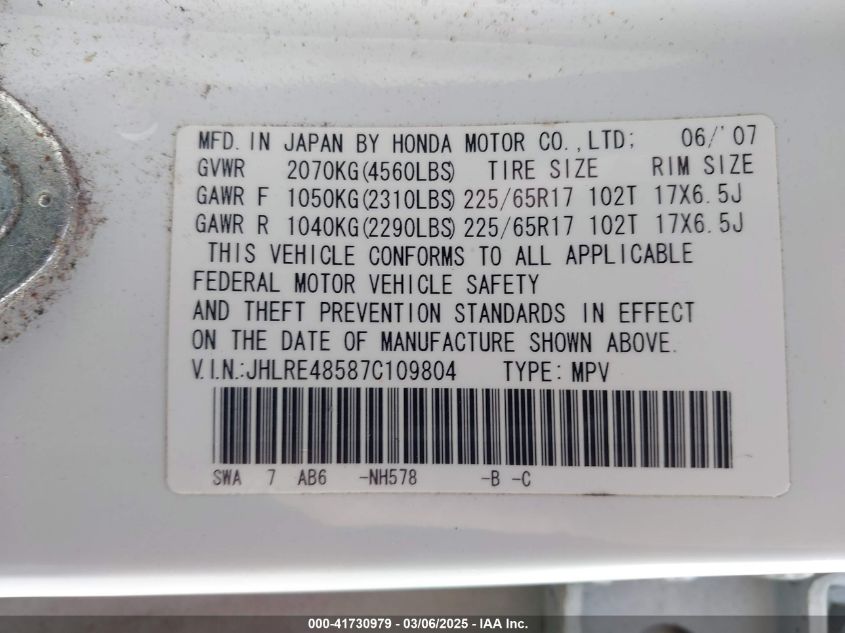 MFD. IN JAPAN BY HONDA MOTOR CO.,LTD; 06/'07
GVWR 2070KG(4560LBS) TIRE SIZE RIM SIZE
GAWR F 1050KG(2310LBS) 225/65R17 102T 17X6.5J
GAWR R 1040KG(2290LBS) 225/65R17 102T 17X6.5J
THIS VEHICLE CONFORMS TO ALL APPLICABLE
FEDERAL MOTOR VEHICLE SAFETY
AND THEFT PREVENTION STANDARDS IN EFFECT
ON THE DATE OF MANUFACTURE SHOWN ABOVE.
V.I.N.:JHLRE48587C109804 TYPE: MPV
SWA 7 AB6 -NH578 -B -C
000-41730979 - 03/06/2025 - IAA Inc.